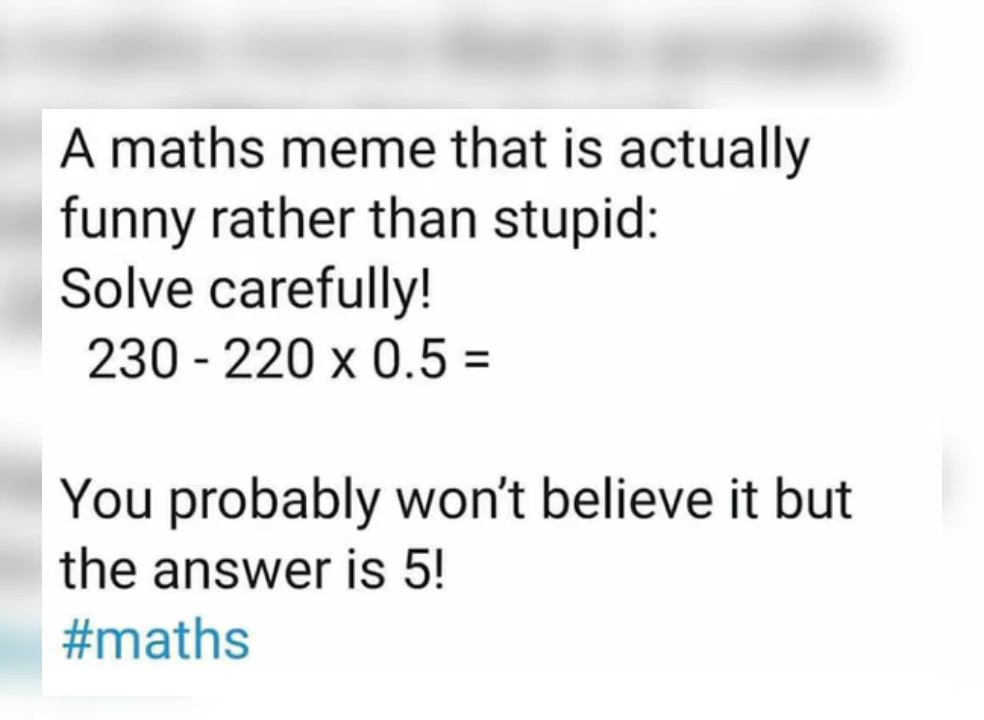 A maths meme that is actually
funny rather than stupid:
Solve carefully!
230 - 220 x 0.5 =
You probably won't believe it but
the answer is 5!
#maths